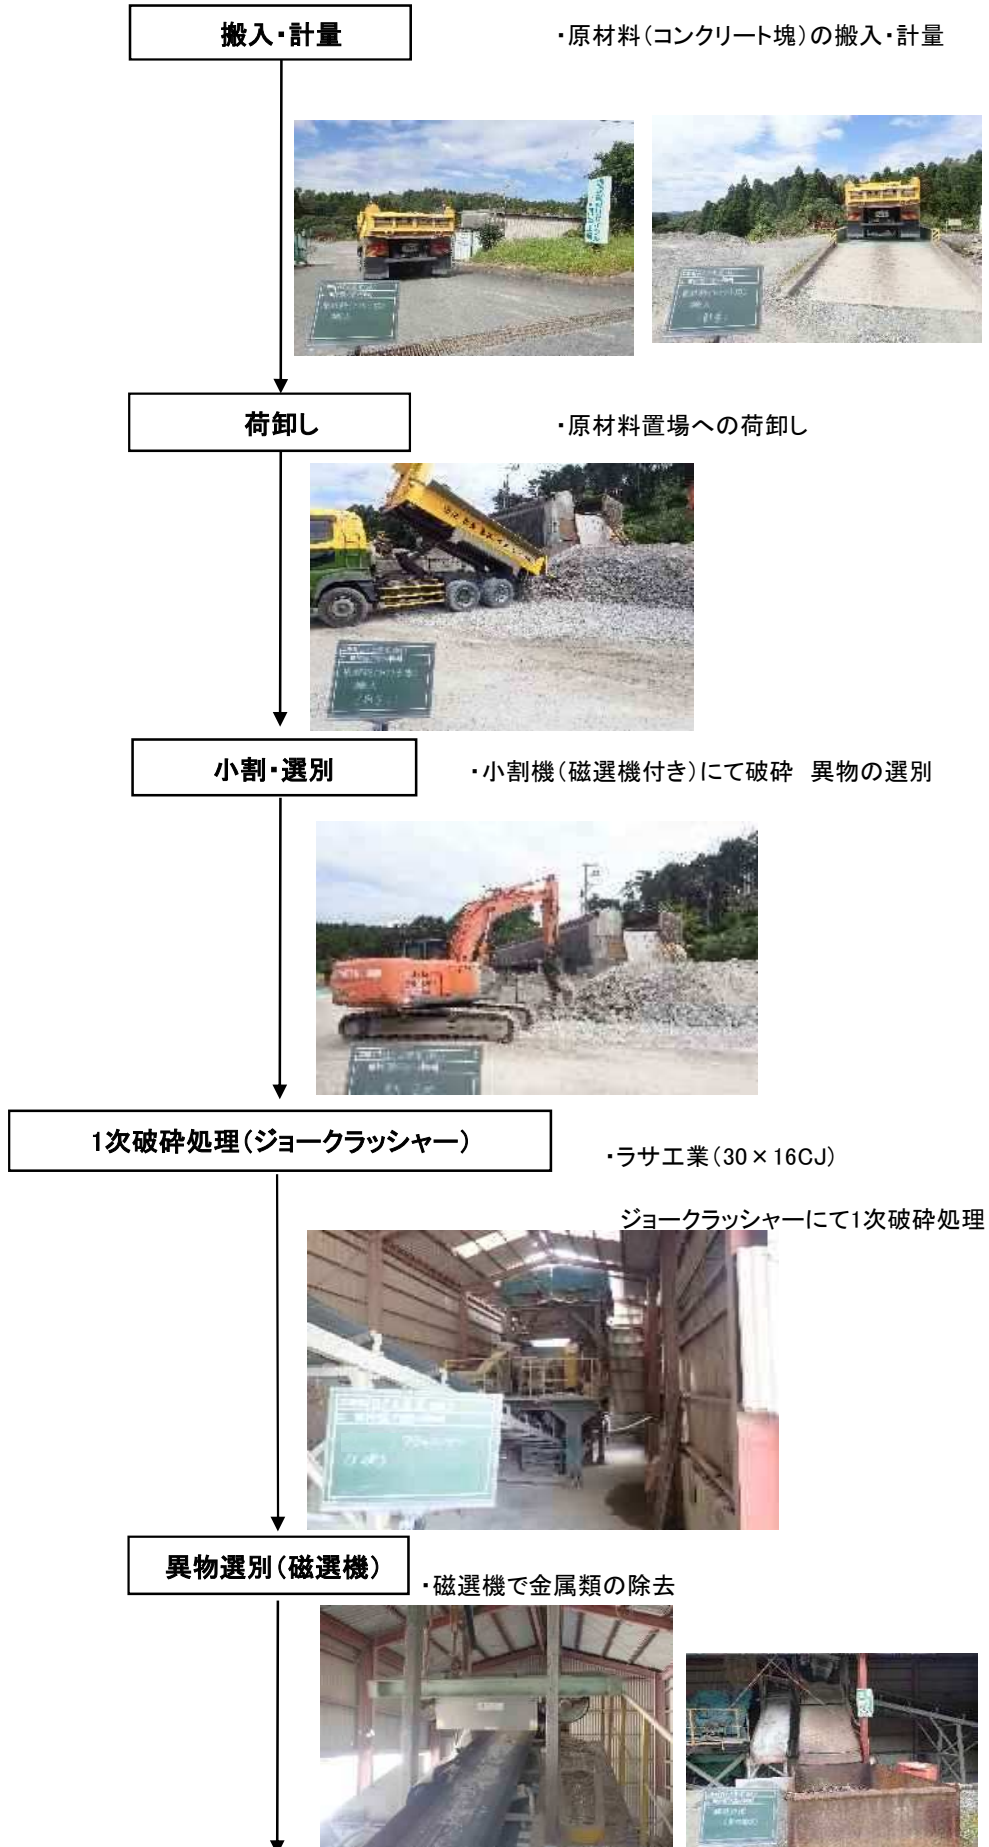 搬入・計量
・原材料(コンクリート塊)の搬入・計量
荷卸し
・原材料置場への荷卸し
小割・選別
・小割機(磁選機付き)にて破砕　異物の選別
1次破砕処理(ジョークラッシャー)
・ラサ工業(30×16CJ)
ジョークラッシャーにて1次破砕処理
異物選別(磁選機)
・磁選機で金属類の除去